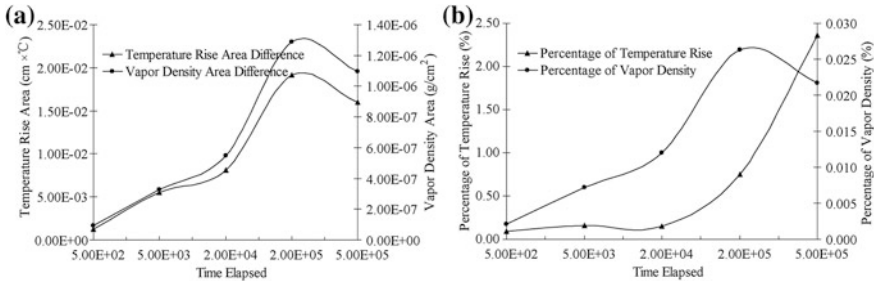 (a)
2.50E-02
2.00E-02
1.50E-02
1.00E-02
5.00E-03
0.00E+00
Temperature Rise Area (cm ×℃)
Temperature Rise Area Difference
Vapor Density Area Difference
1.40E-06
1.20E-06
1.00E-06
8.00E-07
6.00E-07
4.00E-07
2.00E-07
0.00E+00
Vapor Density Area (g/cm²)
5.00E+02 5.00E+03 2.00E+04 2.00E+05 5.00E+05
Time Elapsed
(b)
2.50
2.00
1.50
1.00
0.50
0.00
Percentage of Temperature Rise (%)
Percentage of Temperature Rise
Percentage of Vapor Density
0.030
0.025
0.020
0.015
0.010
0.005
0.000
Percentage of Vapor Density (%)
5.00E+02 5.00E+03 2.00E+04 2.00E+05 5.00E+05
Time Elapsed